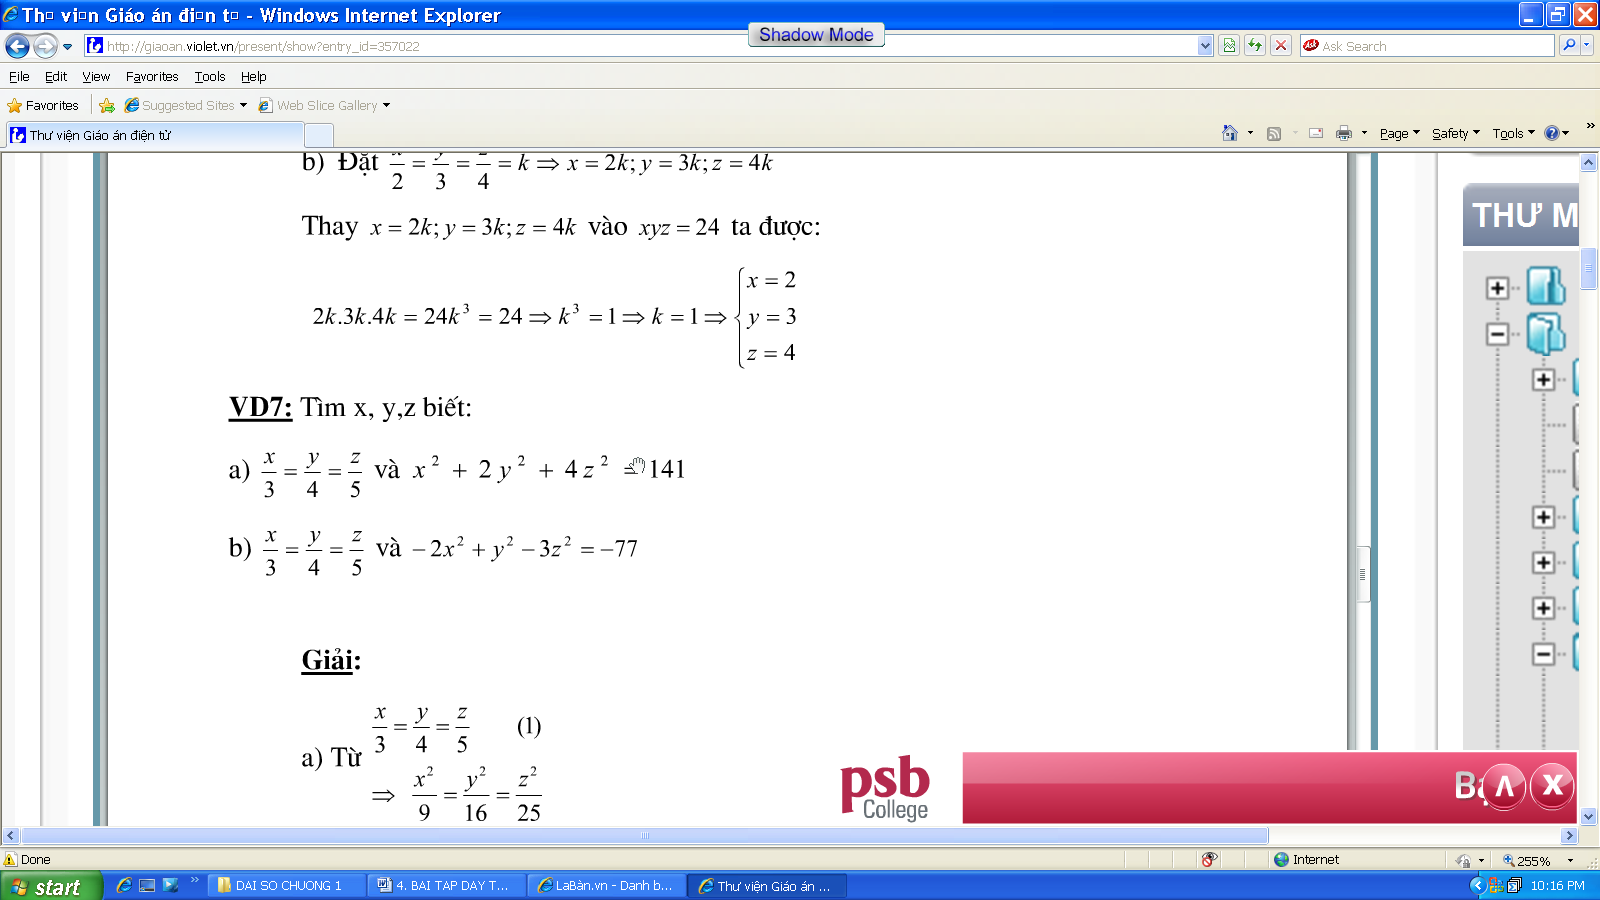 Thƣ viện Giáo án điện tử - Windows Internet Explorer
Shadow Mode
http://giaoan.violet.vn/present/show?entry_id=357022
Ask Search
File Edit View Favorites Tools Help
Favorites Suggested Sites Web Slice Gallery
Thư viện Giáo án điện tử
Page Safety Tools
b) Đặt x/2 = y/3 = z/4 = k ⇒ x = 2k; y = 3k; z = 4k
Thay x = 2k; y = 3k; z = 4k vào xyz = 24 ta được:
2k.3k.4k = 24k³ = 24 ⇒ k³ = 1 ⇒ k = 1 ⇒ { x = 2
y = 3
z = 4
VD7: Tìm x, y,z biết:
a) x/3 = y/4 = z/5 và x² + 2y² + 4z² = 141
b) x/3 = y/4 = z/5 và −2x² + y² − 3z² = −77
Giải:
a) Từ x/3 = y/4 = z/5 (1)
⇒ x²/9 = y²/16 = z²/25
THƯ M
psb
College
Done
Internet
255%
start
DAI SO CHUONG 1
4. BAI TAP DAY T...
LaBàn.vn - Danh b...
Thư viện Giáo án ...
10:16 PM